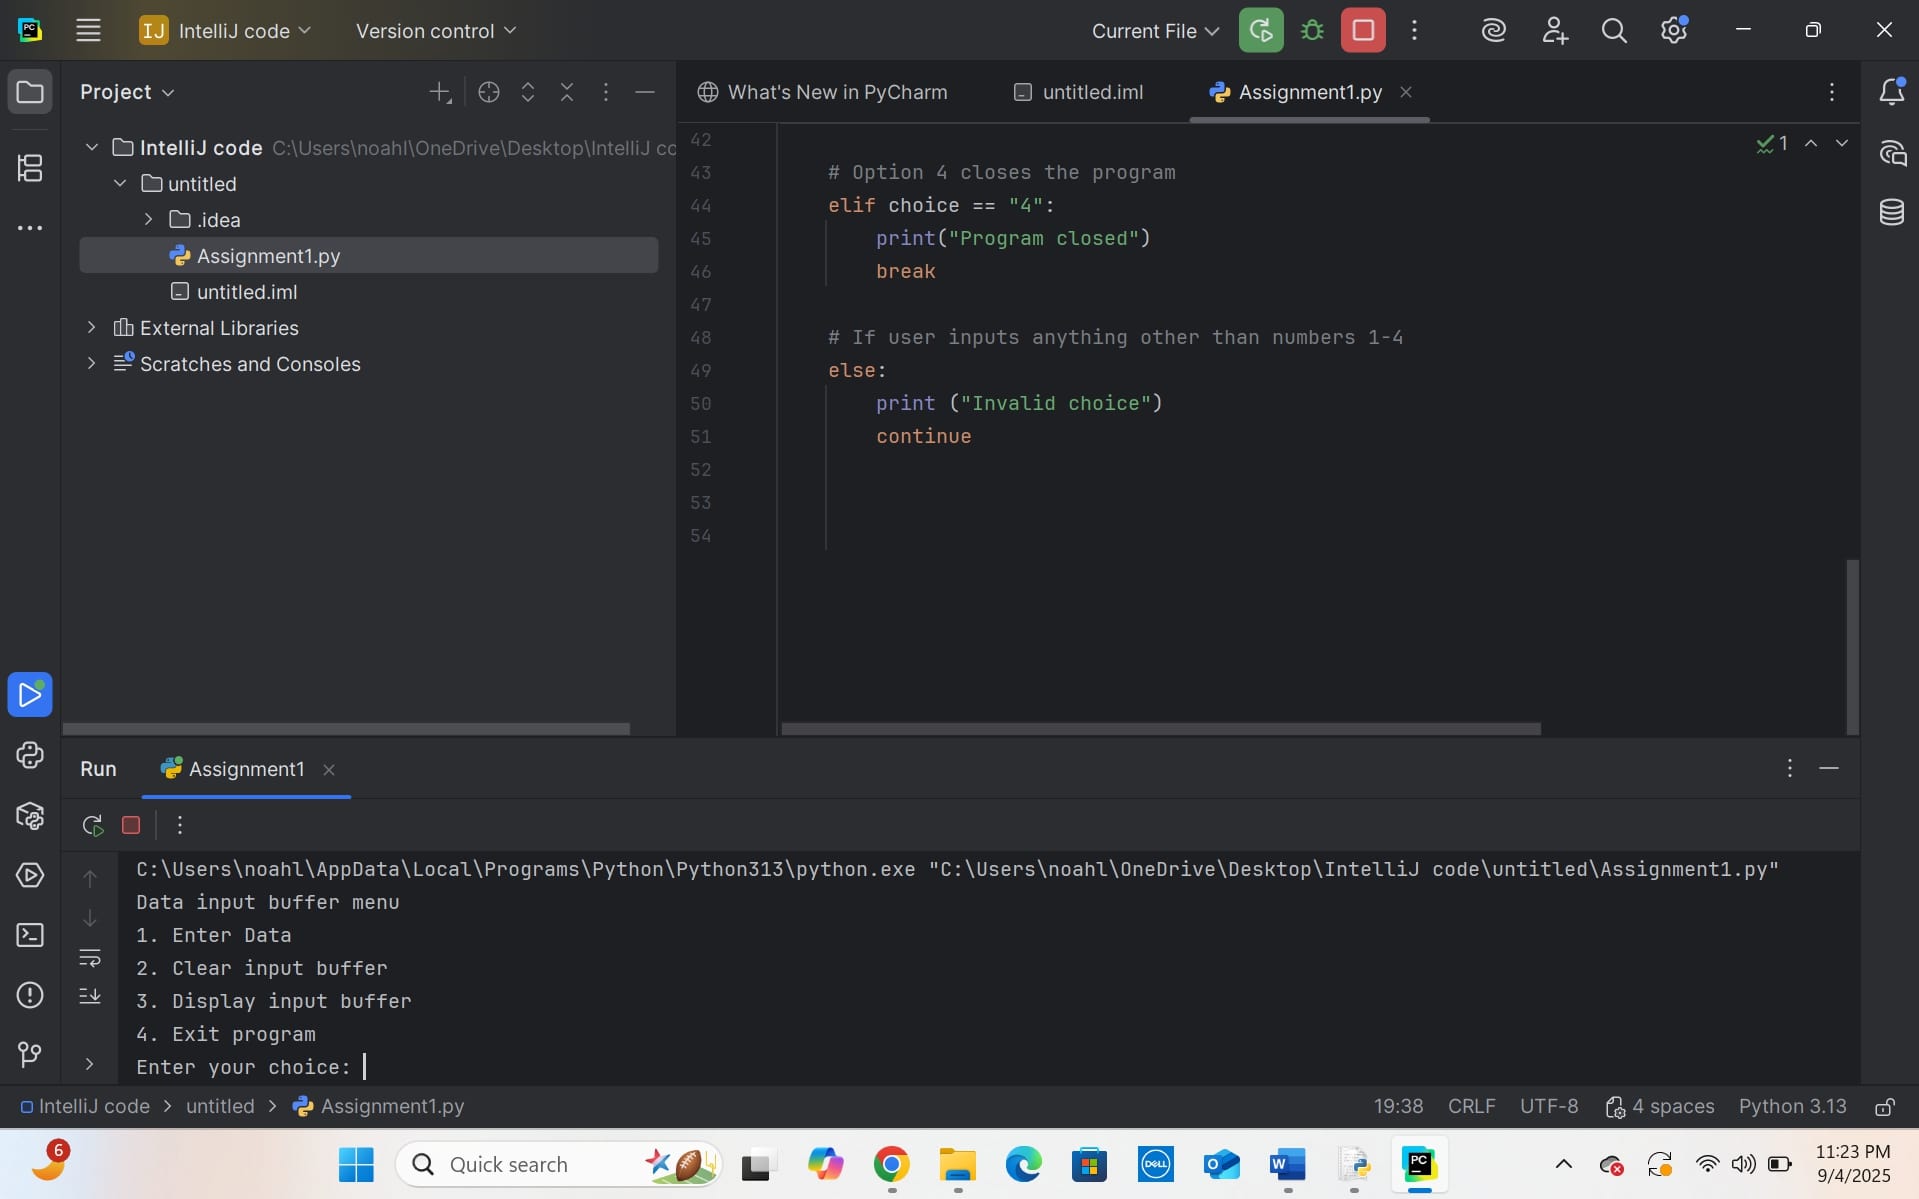 PC
IJ IntelliJ code
Version control
Current File
Project
What's New in PyCharm
untitled.iml
Assignment1.py
IntelliJ code C:\Users\noahl\OneDrive\Desktop\IntelliJ co
untitled
.idea
Assignment1.py
untitled.iml
External Libraries
Scratches and Consoles
1
42
43 # Option 4 closes the program
44 elif choice == "4":
45 print("Program closed")
46 break
47
48 # If user inputs anything other than numbers 1-4
49 else:
50 print ("Invalid choice")
51 continue
52
53
54
Run
Assignment1
C:\Users\noahl\AppData\Local\Programs\Python\Python313\python.exe "C:\Users\noahl\OneDrive\Desktop\IntelliJ code\untitled\Assignment1.py"
Data input buffer menu
1. Enter Data
2. Clear input buffer
3. Display input buffer
4. Exit program
Enter your choice:
IntelliJ code > untitled > Assignment1.py
19:38 CRLF UTF-8 4 spaces Python 3.13
6
Quick search
DELL
O
W
PC
11:23 PM
9/4/2025